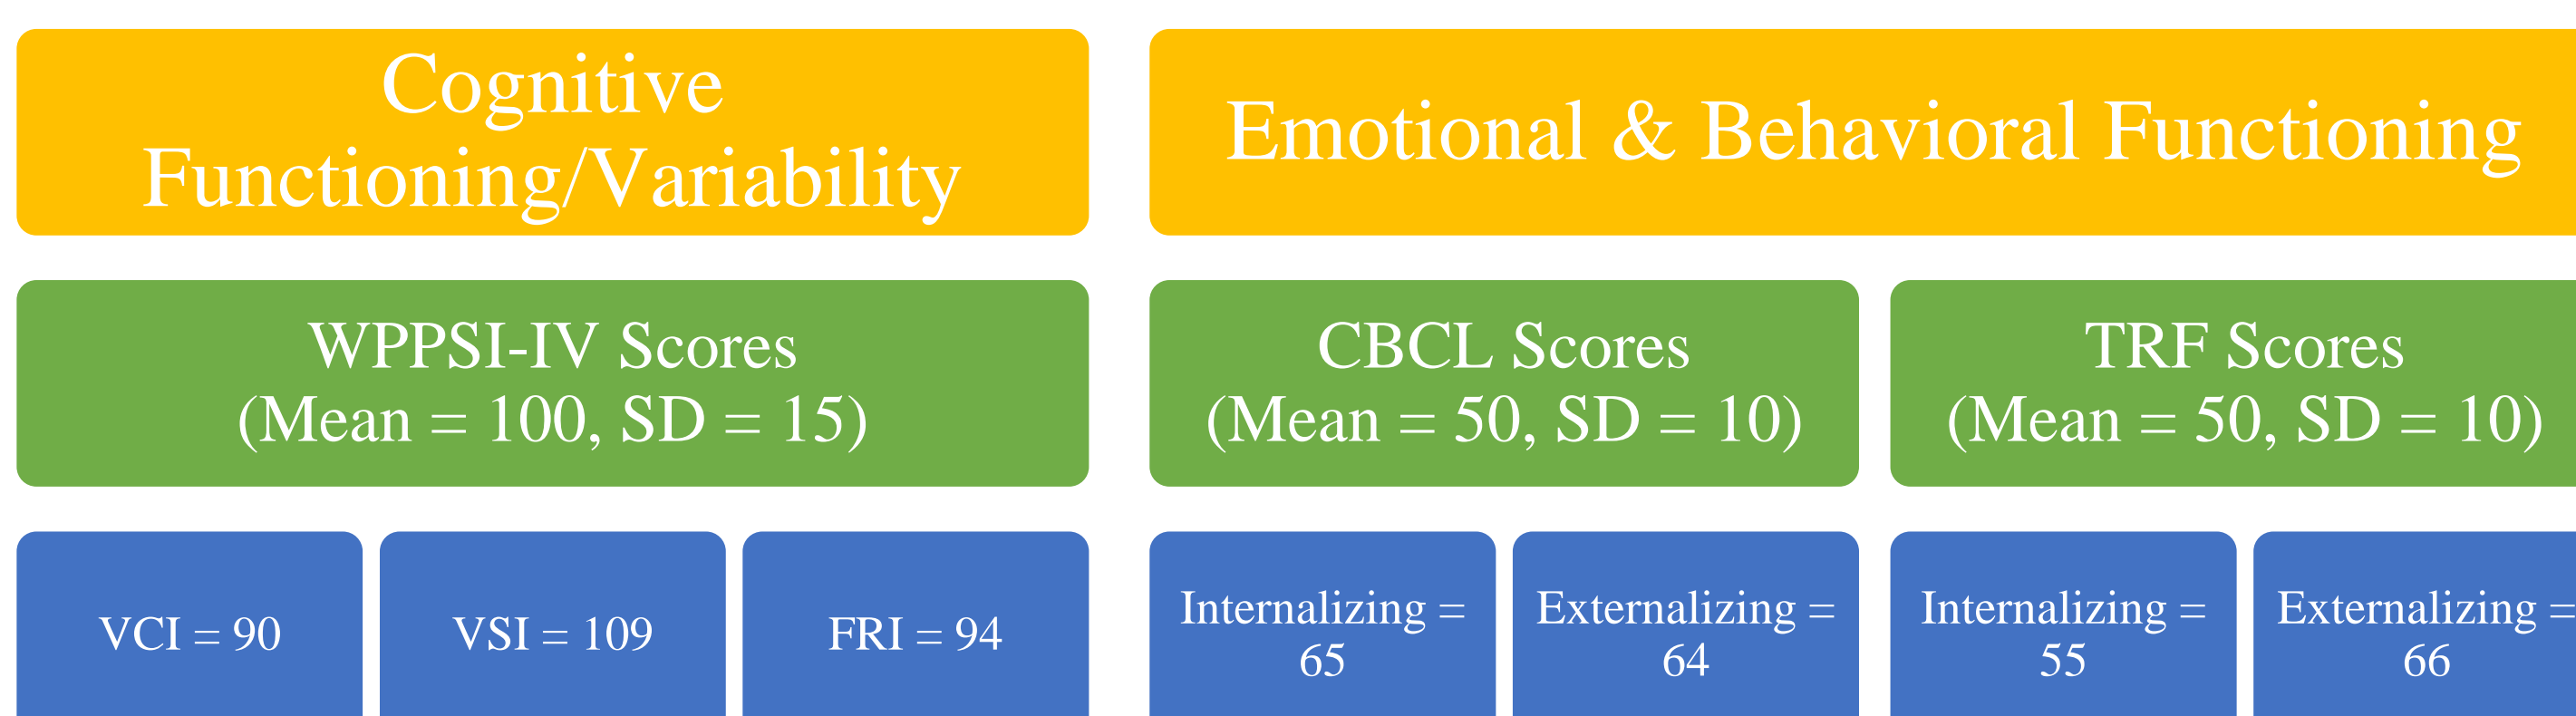 Cognitive
Functioning/Variability
Emotional & Behavioral Functioning
WPPSI-IV Scores
(Mean = 100, SD = 15)
CBCL Scores
(Mean = 50, SD = 10)
TRF Scores
(Mean = 50, SD = 10)
VCI = 90
VSI = 109
FRI = 94
Internalizing =
65
Externalizing =
64
Internalizing =
55
Externalizing =
66